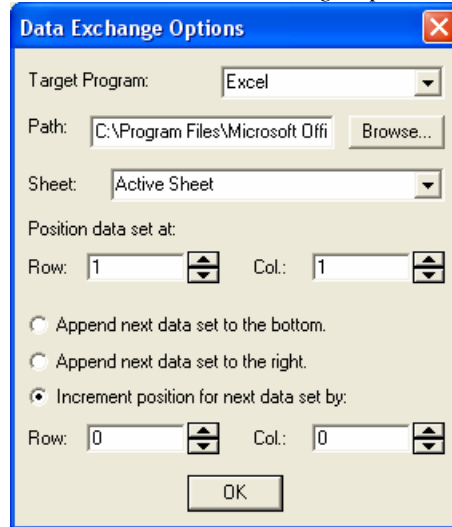 Data Exchange Options
Target Program: Excel
Path: C:\Program Files\Microsoft Offi Browse...
Sheet: Active Sheet
Position data set at:
Row: 1 Col.: 1
Append next data set to the bottom.
Append next data set to the right.
Increment position for next data set by:
Row: 0 Col.: 0
OK